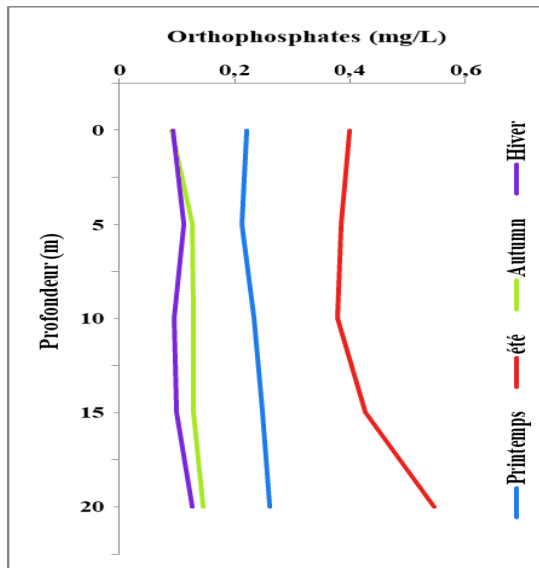 Orthophosphates (mg/L)
0 0,2 0,4 0,6
0
5
10
15
20
Profondeur (m)
Hiver
Autumn
été
Printemps